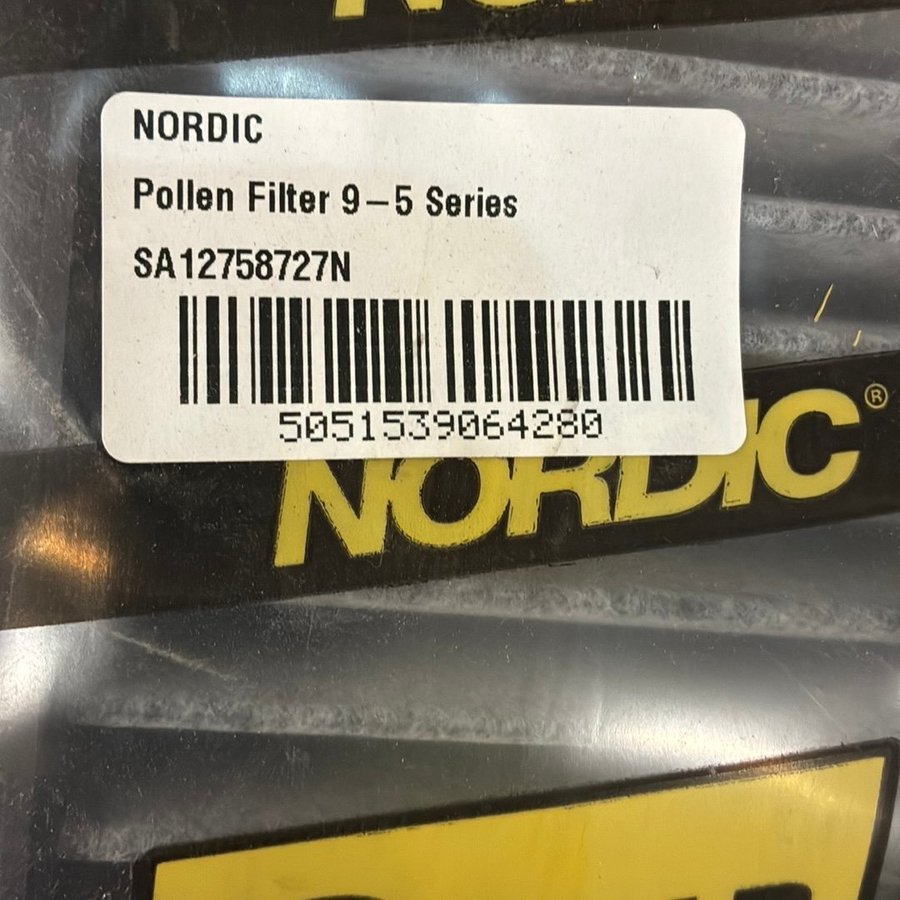 NORDIC
Pollen Filter 9-5 Series
SA12758727N
5051539064280
NORDIC®